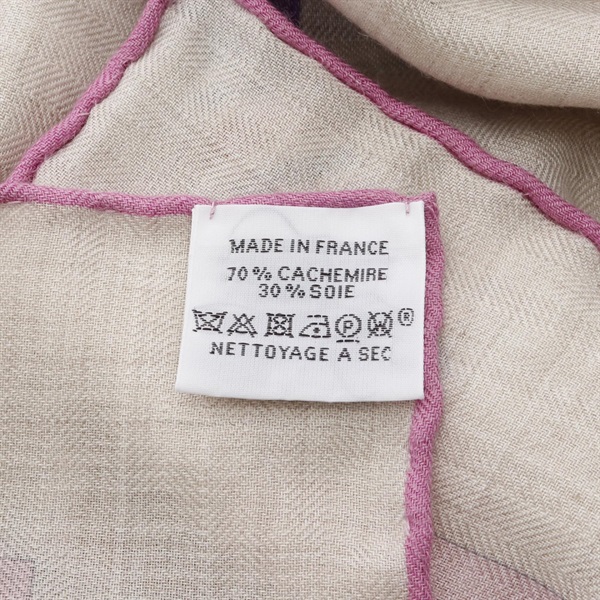 MADE IN FRANCE
70% CACHEMIRE
30% SOIE
P W ®
NETTOYAGE A SEC